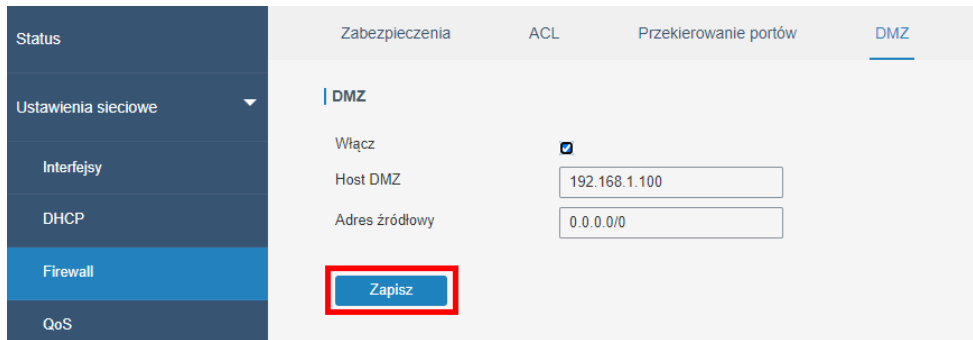 Status
Ustawienia sieciowe
Interfejsy
DHCP
Firewall
QoS
Zabezpieczenia ACL Przekierowanie portów DMZ
DMZ
Włącz
Host DMZ 192.168.1.100
Adres źródłowy 0.0.0.0/0
Zapisz